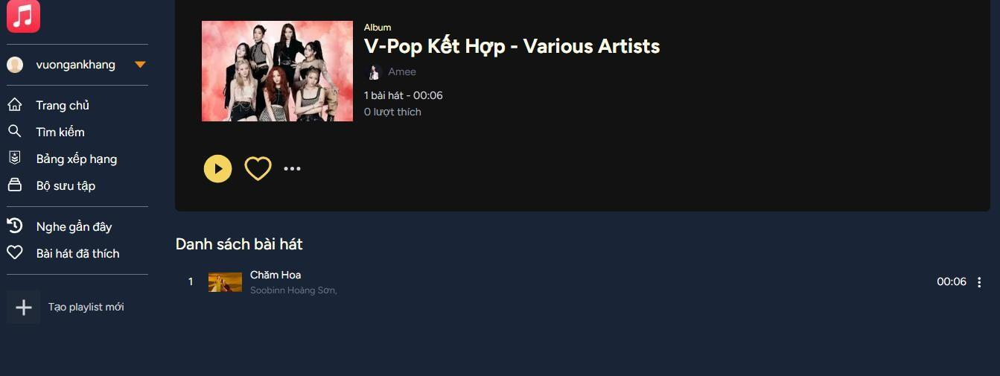 vuongankhang
Trang chủ
Tìm kiếm
Bảng xếp hạng
Bộ sưu tập
Nghe gần đây
Bài hát đã thích
Tạo playlist mới
Album
V-Pop Kết Hợp - Various Artists
Amee
1 bài hát - 00:06
0 lượt thích
Danh sách bài hát
1
Chăm Hoa
Soobinn Hoàng Sơn,
00:06